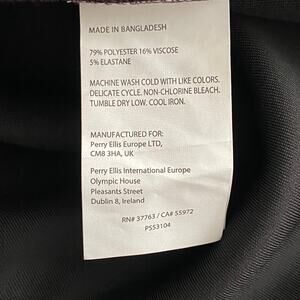 MADE IN BANGLADESH
79% POLYESTER 16% VISCOSE
5% ELASTANE
MACHINE WASH COLD WITH LIKE COLORS.
DELICATE CYCLE. NON-CHLORINE BLEACH.
TUMBLE DRY LOW. COOL IRON.
MANUFACTURED FOR:
Perry Ellis Europe LTD,
CM8 3HA, UK
Perry Ellis International Europe
Olympic House
Pleasants Street
Dublin 8, Ireland
RN# 37763 / CA# 55972
PS53104